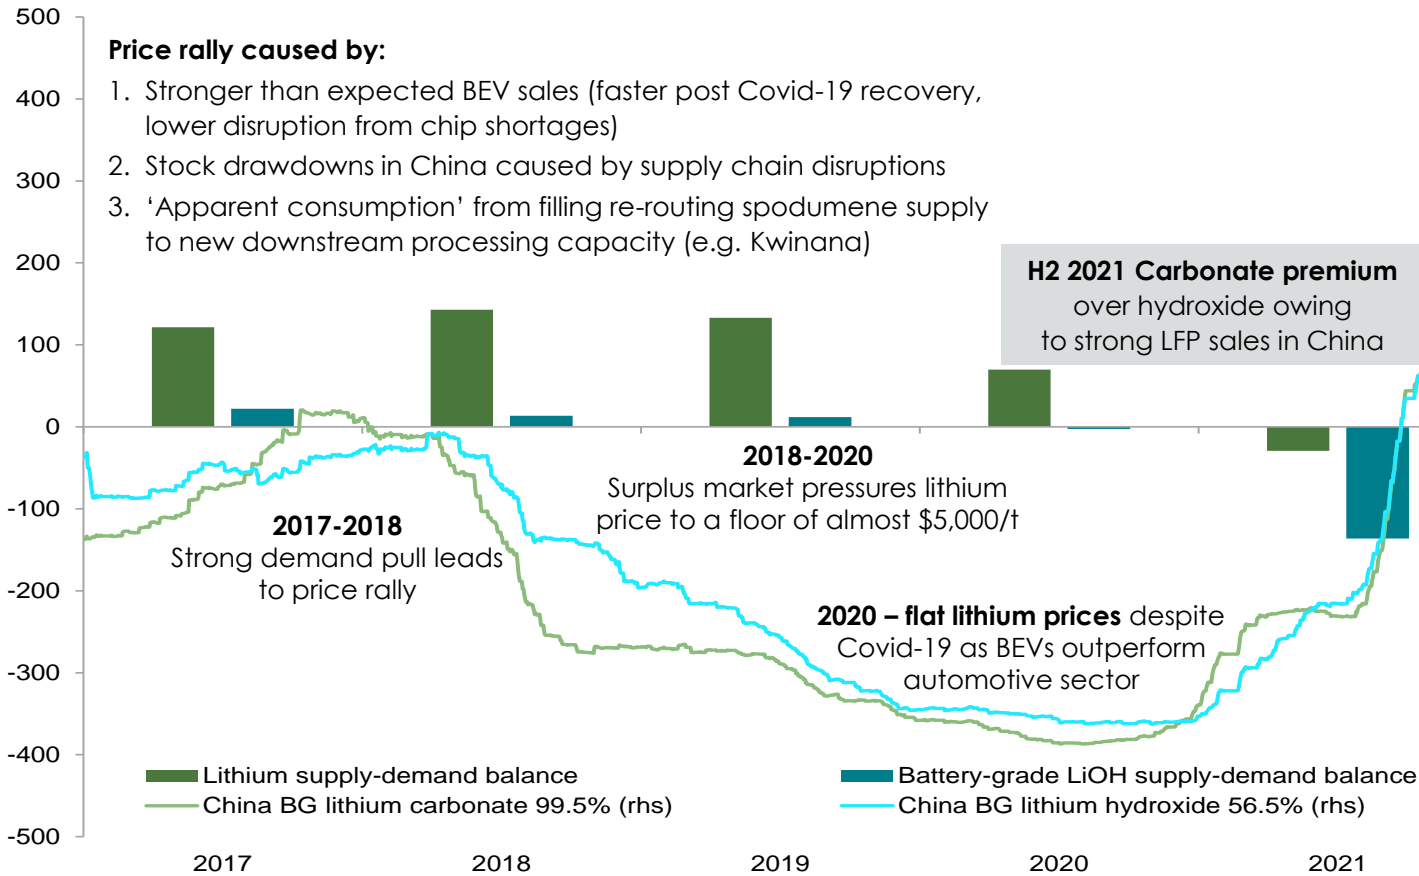 500
400
300
200
100
0
-100
-200
-300
-400
-500
Price rally caused by:
1. Stronger than expected BEV sales (faster post Covid-19 recovery,
lower disruption from chip shortages)
2. Stock drawdowns in China caused by supply chain disruptions
3. ‘Apparent consumption’ from filling re-routing spodumene supply
to new downstream processing capacity (e.g. Kwinana)
H2 2021 Carbonate premium
over hydroxide owing
to strong LFP sales in China
2017-2018
Strong demand pull leads
to price rally
2018-2020
Surplus market pressures lithium
price to a floor of almost $5,000/t
2020 – flat lithium prices despite
Covid-19 as BEVs outperform
automotive sector
Lithium supply-demand balance
Battery-grade LiOH supply-demand balance
China BG lithium carbonate 99.5% (rhs)
China BG lithium hydroxide 56.5% (rhs)
2017
2018
2019
2020
2021